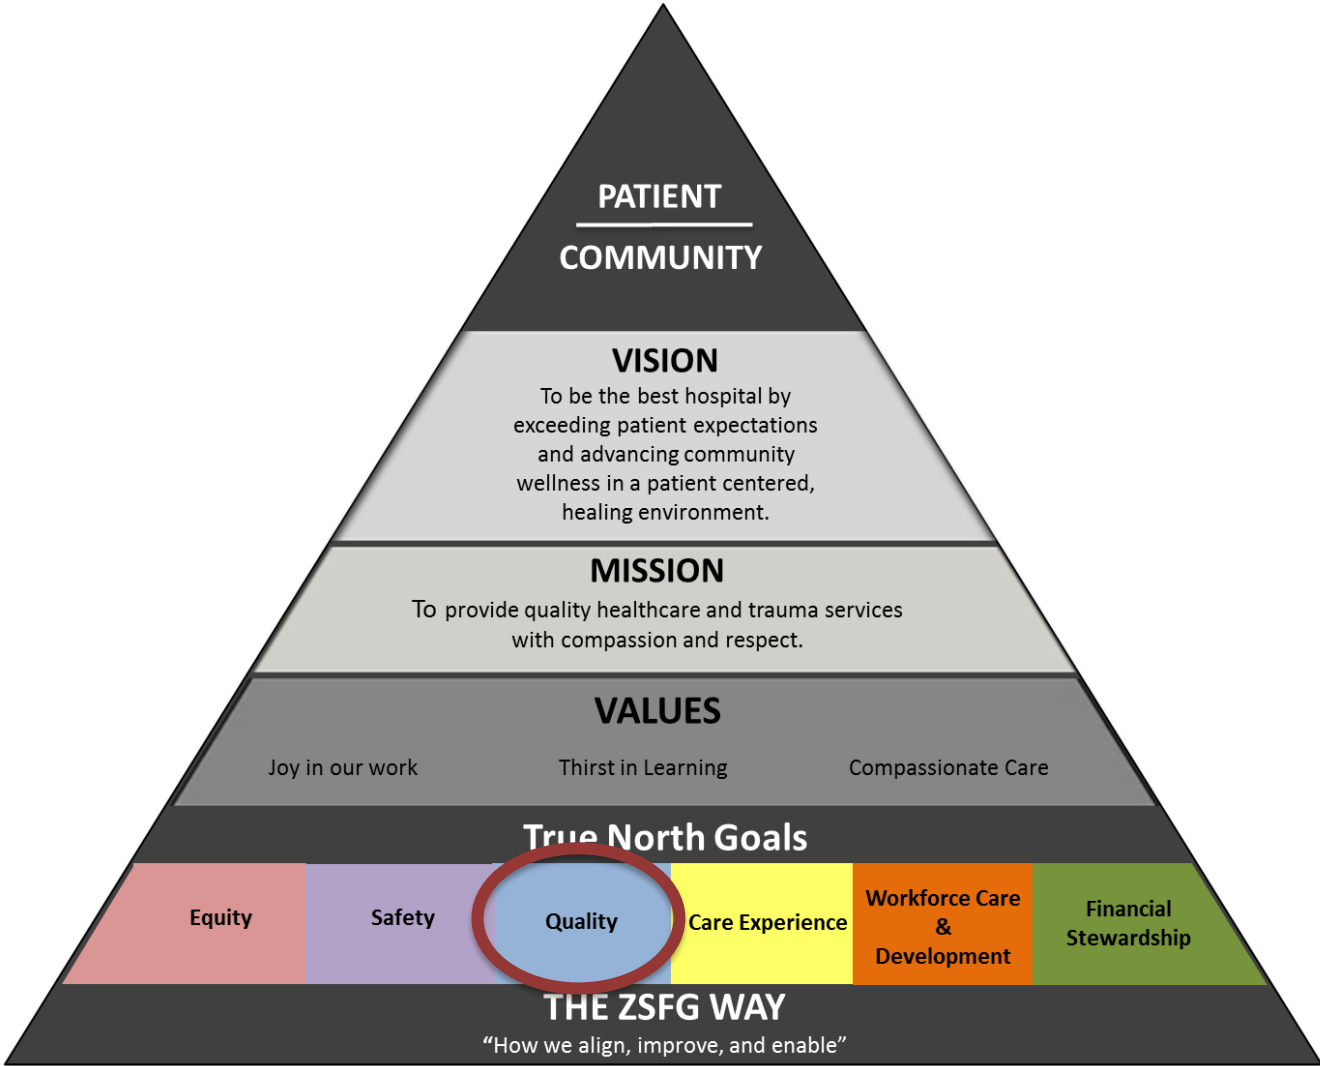 PATIENT
COMMUNITY
VISION
To be the best hospital by
exceeding patient expectations
and advancing community
wellness in a patient centered,
healing environment.
MISSION
To provide quality healthcare and trauma services
with compassion and respect.
VALUES
Joy in our work
Thirst in Learning
Compassionate Care
True North Goals
Equity
Safety
Quality
Care Experience
Workforce Care
&
Development
Financial
Stewardship
THE ZSFG WAY
“How we align, improve, and enable”